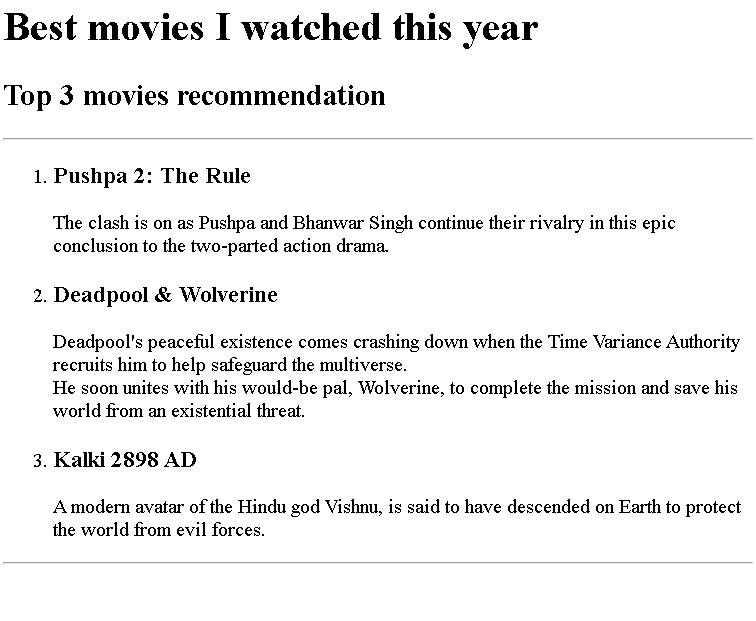 Best movies I watched this year
Top 3 movies recommendation
1. Pushpa 2: The Rule
The clash is on as Pushpa and Bhanwar Singh continue their rivalry in this epic
conclusion to the two-parted action drama.
2. Deadpool & Wolverine
Deadpool's peaceful existence comes crashing down when the Time Variance Authority
recruits him to help safeguard the multiverse.
He soon unites with his would-be pal, Wolverine, to complete the mission and save his
world from an existential threat.
3. Kalki 2898 AD
A modern avatar of the Hindu god Vishnu, is said to have descended on Earth to protect
the world from evil forces.